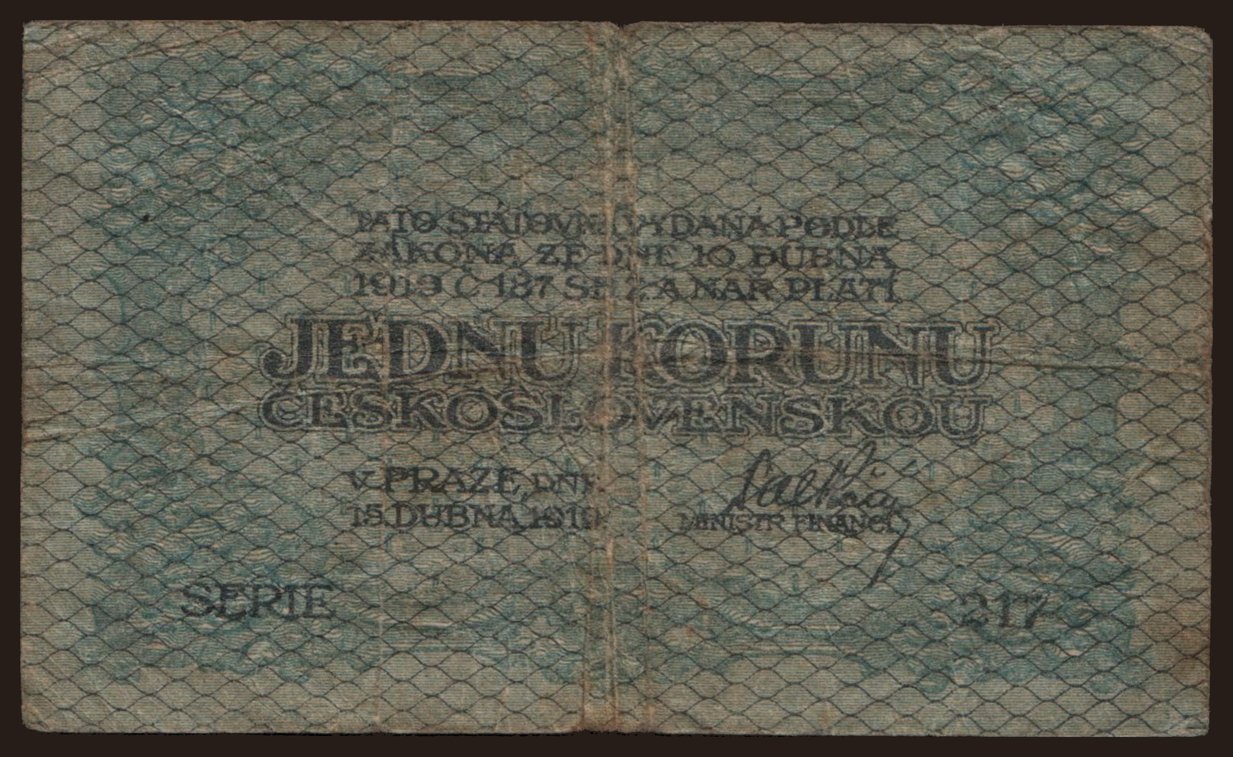 TATO STÁTOVKA VYDANÁ PODLE
ZÁKONA ZE DNE 10. DUBNA
1919 Č. 187 SB. Z. A NAŘ. PLATÍ
JEDNU KORUNU
ČESKOSLOVENSKOU
V PRAZE, DNE
15. DUBNA 1919
MINISTR FINANCÍ
SERIE
217